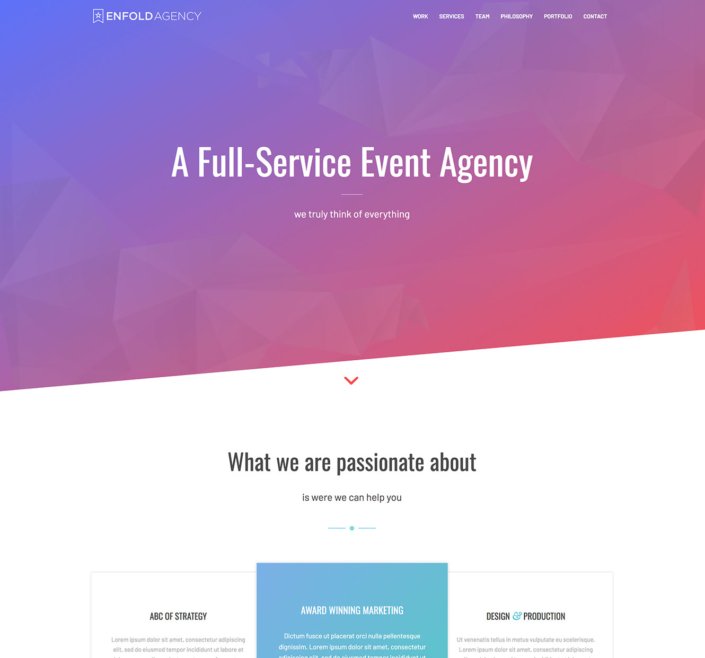 ENFOLD AGENCY
WORK SERVICES TEAM PHILOSOPHY PORTFOLIO CONTACT
A Full-Service Event Agency
we truly think of everything
What we are passionate about
is were we can help you
ABC OF STRATEGY
Lorem ipsum dolor sit amet, consectetur adipiscing
elit, sed do eiusmod tempor incididunt ut labore et
AWARD WINNING MARKETING
Dictum fusce ut placerat orci nulla pellentesque
dignissim. Lorem ipsum dolor sit amet, consectetur
adipiscing elit, sed do eiusmod tempor incididunt ut
DESIGN & PRODUCTION
Ut venenatis tellus in metus vulputate eu scelerisque.
Lorem ipsum dolor sit amet, consectetur adipiscing